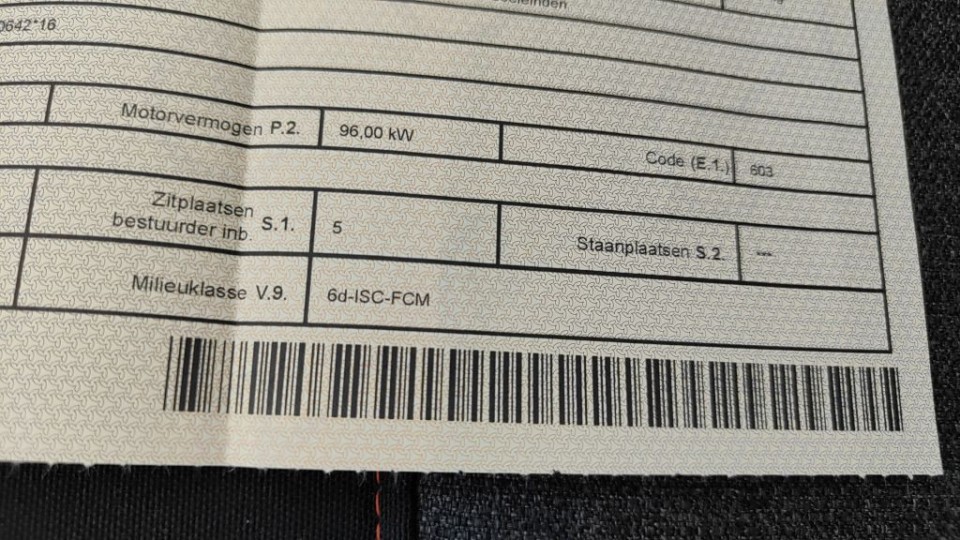 0642*16
Motorvermogen P.2. 96,00 kW Code (E.1.) 603
Zitplaatsen
bestuurder inb. S.1. 5 Staanplaatsen S.2. ---
Milieuklasse V.9. 6d-ISC-FCM